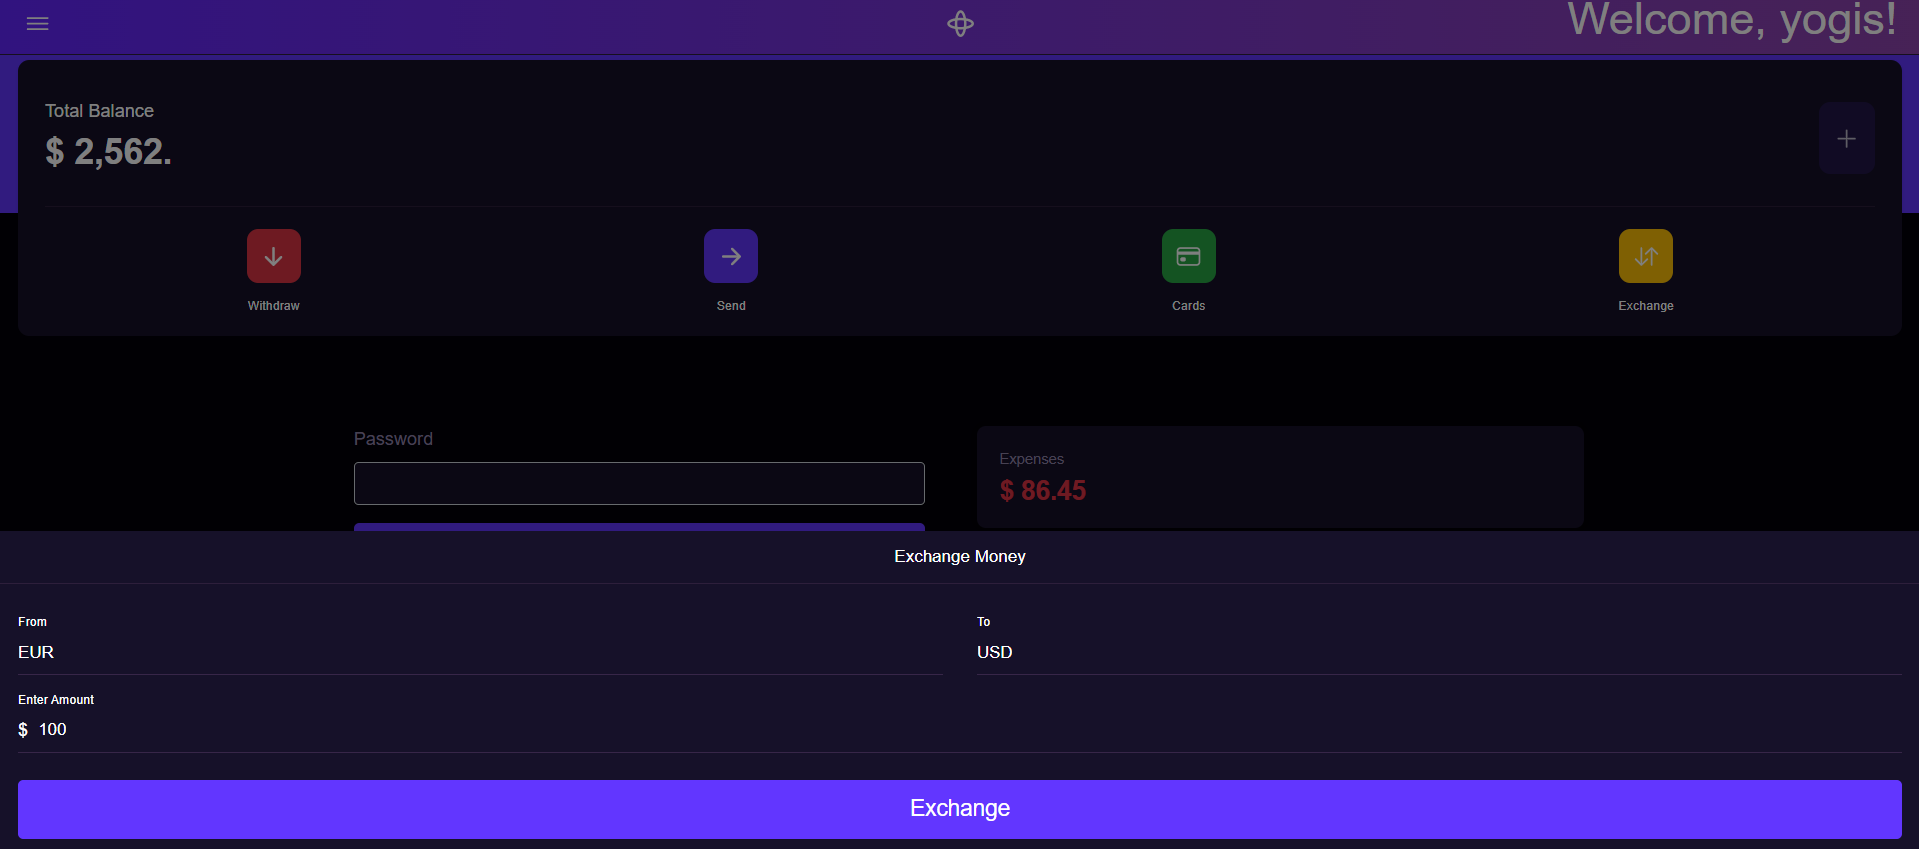 Welcome, yogis!
Total Balance
$ 2,562.
Withdraw
Send
Cards
Exchange
Password
Expenses
$ 86.45
Exchange Money
From
To
EUR
USD
Enter Amount
$ 100
Exchange